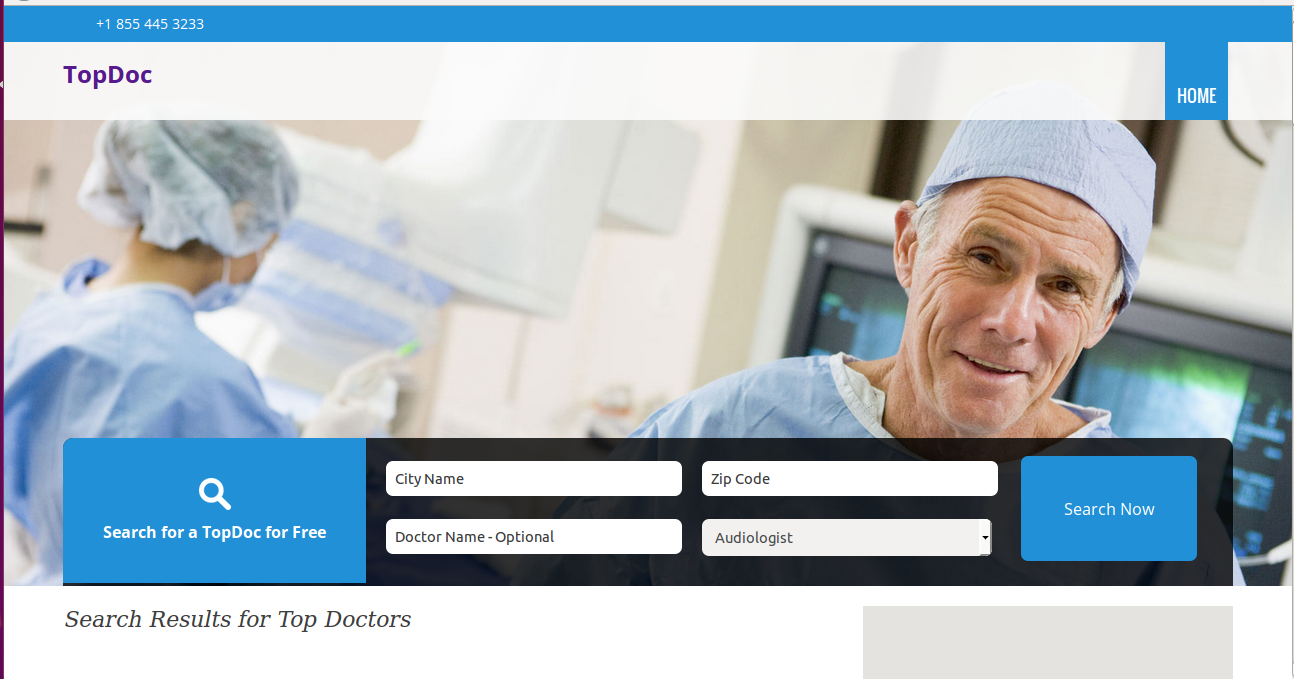 +1 855 445 3233
TopDoc
HOME
City Name
Zip Code
Search for a TopDoc for Free
Search Now
Doctor Name - Optional
Audiologist
Search Results for Top Doctors